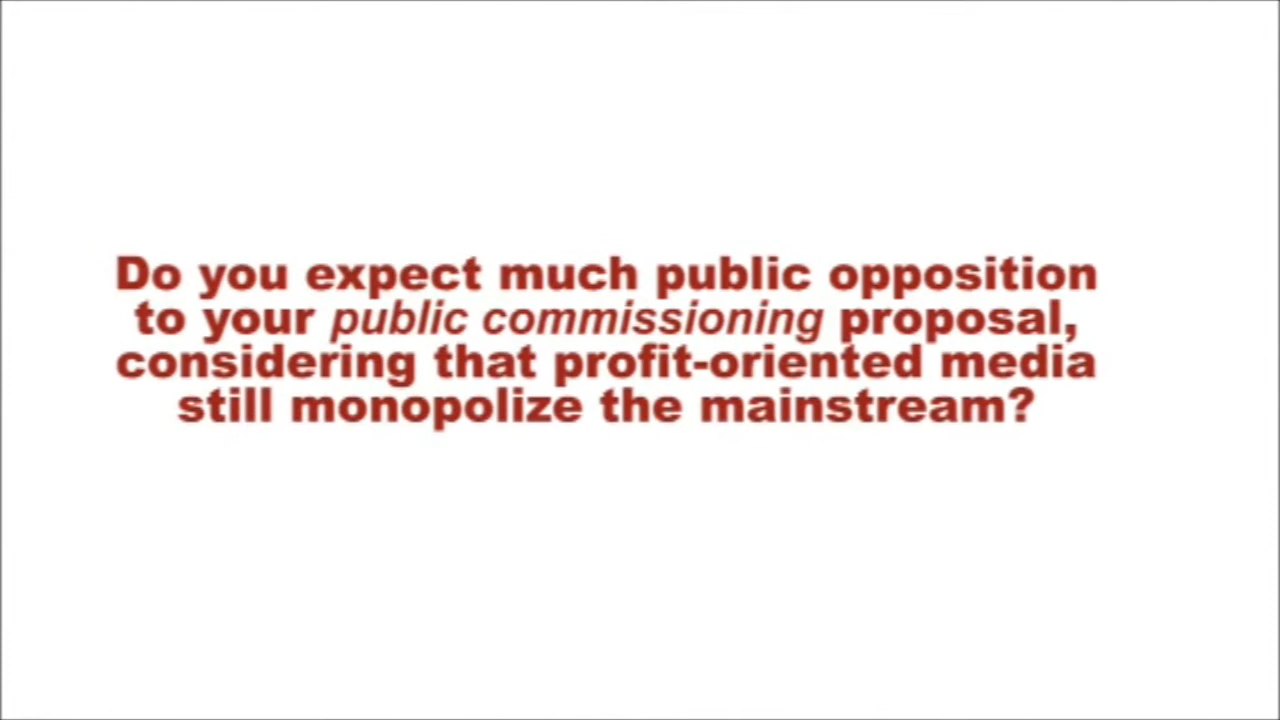 Do you expect much public opposition
to your public commissioning proposal,
considering that profit-oriented media
still monopolize the mainstream?